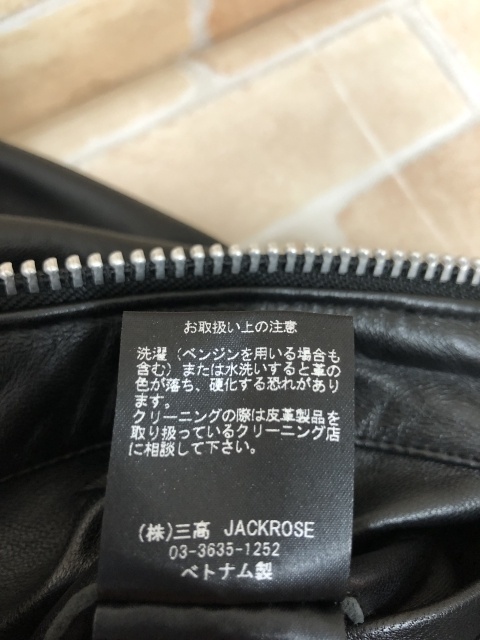 お取扱い上の注意
洗濯（ベンジンを用いる場合も
含む）または水洗いすると革の
色が落ち、硬化する恐れがあり
ます。
クリーニングの際は皮革製品を
取り扱っているクリーニング店
に相談して下さい。
(株)三高 JACKROSE
03-3635-1252
ベトナム製